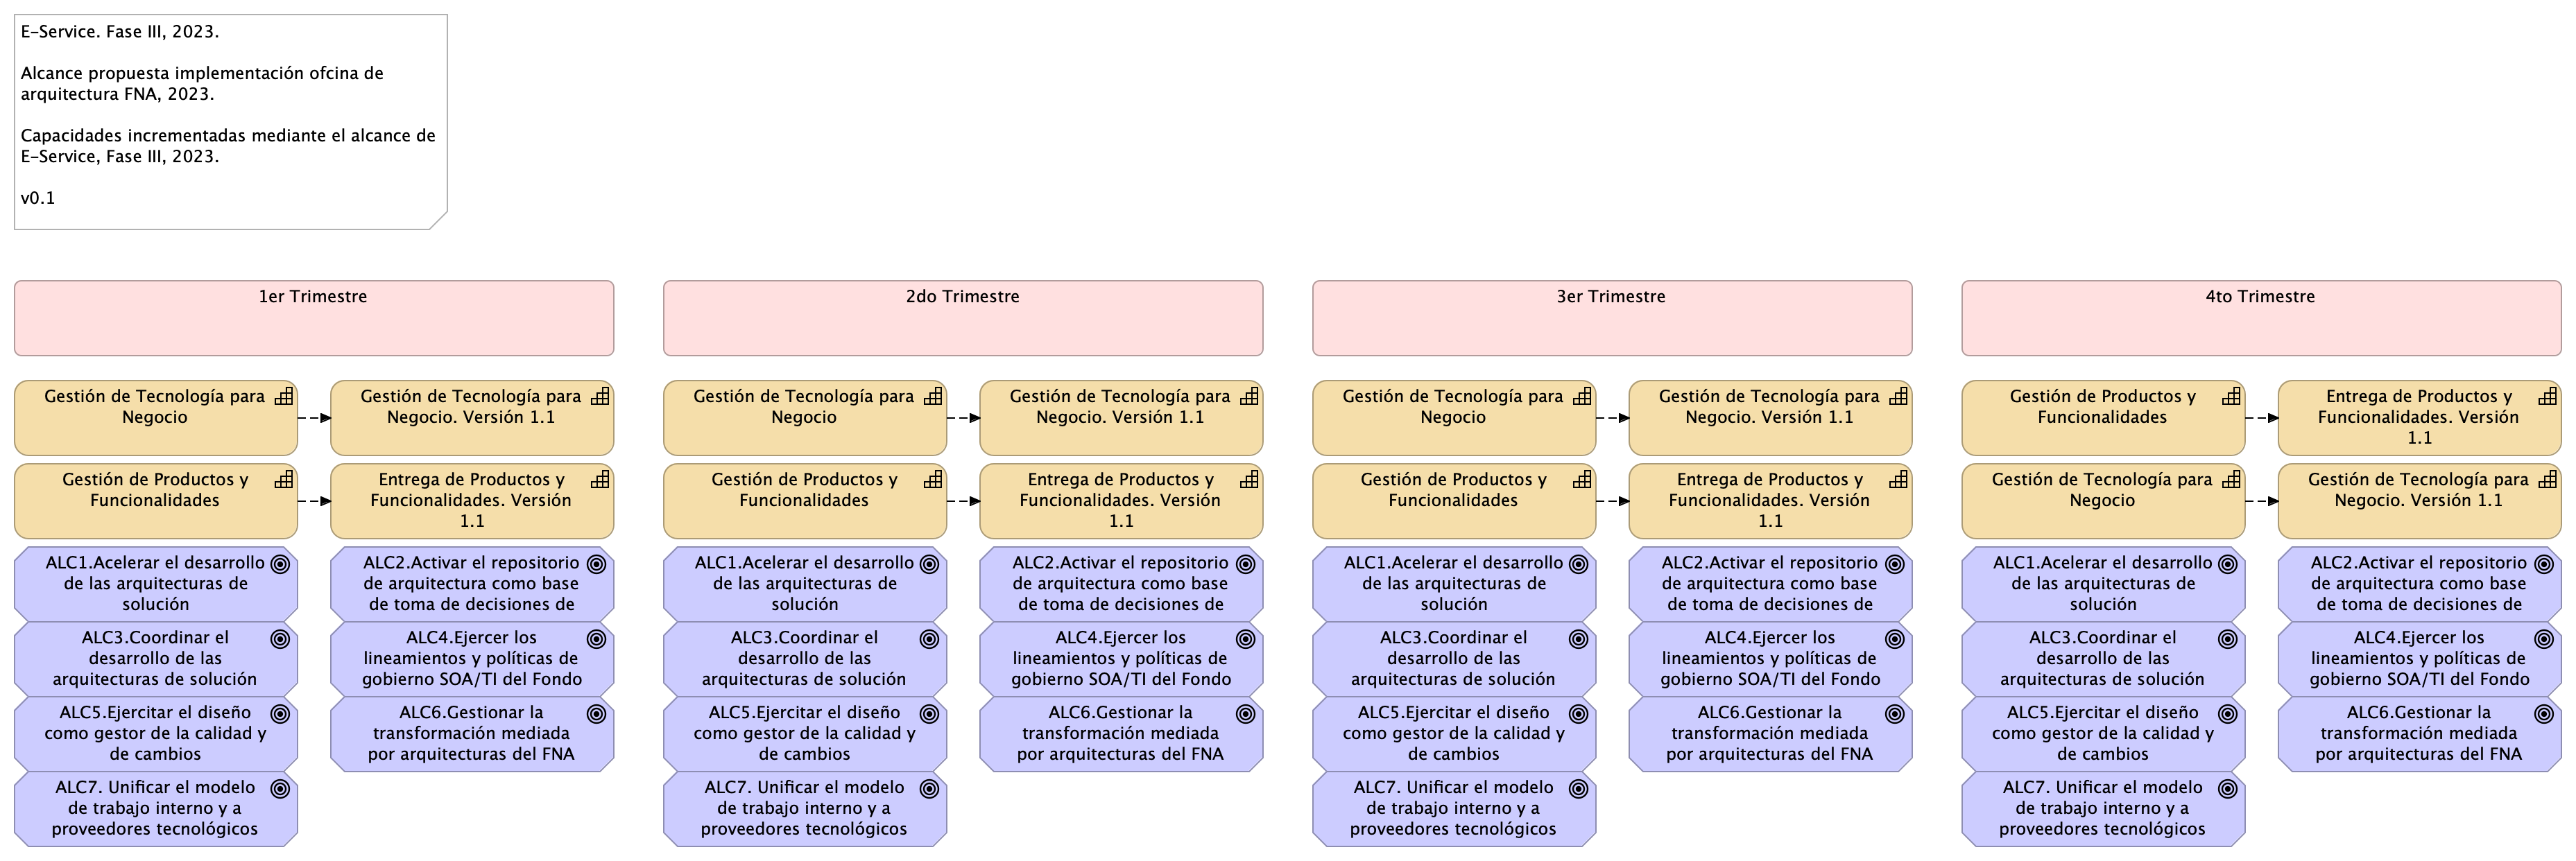 E-Service. Fase III, 2023.
Alcance propuesta implementación ofcina de
arquitectura FNA, 2023.
Capacidades incrementadas mediante el alcance de
E-Service, Fase III, 2023.
v0.1
1er Trimestre
Gestión de Tecnología para
Negocio
Gestión de Tecnología para
Negocio. Versión 1.1
Gestión de Productos y
Funcionalidades
Entrega de Productos y
Funcionalidades. Versión
1.1
ALC1.Acelerar el desarrollo
de las arquitecturas de
solución
ALC2.Activar el repositorio
de arquitectura como base
de toma de decisiones de
ALC3.Coordinar el
desarrollo de las
arquitecturas de solución
ALC4.Ejercer los
lineamientos y políticas de
gobierno SOA/TI del Fondo
ALC5.Ejercitar el diseño
como gestor de la calidad y
de cambios
ALC6.Gestionar la
transformación mediada
por arquitecturas del FNA
ALC7. Unificar el modelo
de trabajo interno y a
proveedores tecnológicos
2do Trimestre
Gestión de Tecnología para
Negocio
Gestión de Tecnología para
Negocio. Versión 1.1
Gestión de Productos y
Funcionalidades
Entrega de Productos y
Funcionalidades. Versión
1.1
ALC1.Acelerar el desarrollo
de las arquitecturas de
solución
ALC2.Activar el repositorio
de arquitectura como base
de toma de decisiones de
ALC3.Coordinar el
desarrollo de las
arquitecturas de solución
ALC4.Ejercer los
lineamientos y políticas de
gobierno SOA/TI del Fondo
ALC5.Ejercitar el diseño
como gestor de la calidad y
de cambios
ALC6.Gestionar la
transformación mediada
por arquitecturas del FNA
ALC7. Unificar el modelo
de trabajo interno y a
proveedores tecnológicos
3er Trimestre
Gestión de Tecnología para
Negocio
Gestión de Tecnología para
Negocio. Versión 1.1
Gestión de Productos y
Funcionalidades
Entrega de Productos y
Funcionalidades. Versión
1.1
ALC1.Acelerar el desarrollo
de las arquitecturas de
solución
ALC2.Activar el repositorio
de arquitectura como base
de toma de decisiones de
ALC3.Coordinar el
desarrollo de las
arquitecturas de solución
ALC4.Ejercer los
lineamientos y políticas de
gobierno SOA/TI del Fondo
ALC5.Ejercitar el diseño
como gestor de la calidad y
de cambios
ALC6.Gestionar la
transformación mediada
por arquitecturas del FNA
ALC7. Unificar el modelo
de trabajo interno y a
proveedores tecnológicos
4to Trimestre
Gestión de Productos y
Funcionalidades
Entrega de Productos y
Funcionalidades. Versión
1.1
Gestión de Tecnología para
Negocio
Gestión de Tecnología para
Negocio. Versión 1.1
ALC1.Acelerar el desarrollo
de las arquitecturas de
solución
ALC2.Activar el repositorio
de arquitectura como base
de toma de decisiones de
ALC3.Coordinar el
desarrollo de las
arquitecturas de solución
ALC4.Ejercer los
lineamientos y políticas de
gobierno SOA/TI del Fondo
ALC5.Ejercitar el diseño
como gestor de la calidad y
de cambios
ALC6.Gestionar la
transformación mediada
por arquitecturas del FNA
ALC7. Unificar el modelo
de trabajo interno y a
proveedores tecnológicos